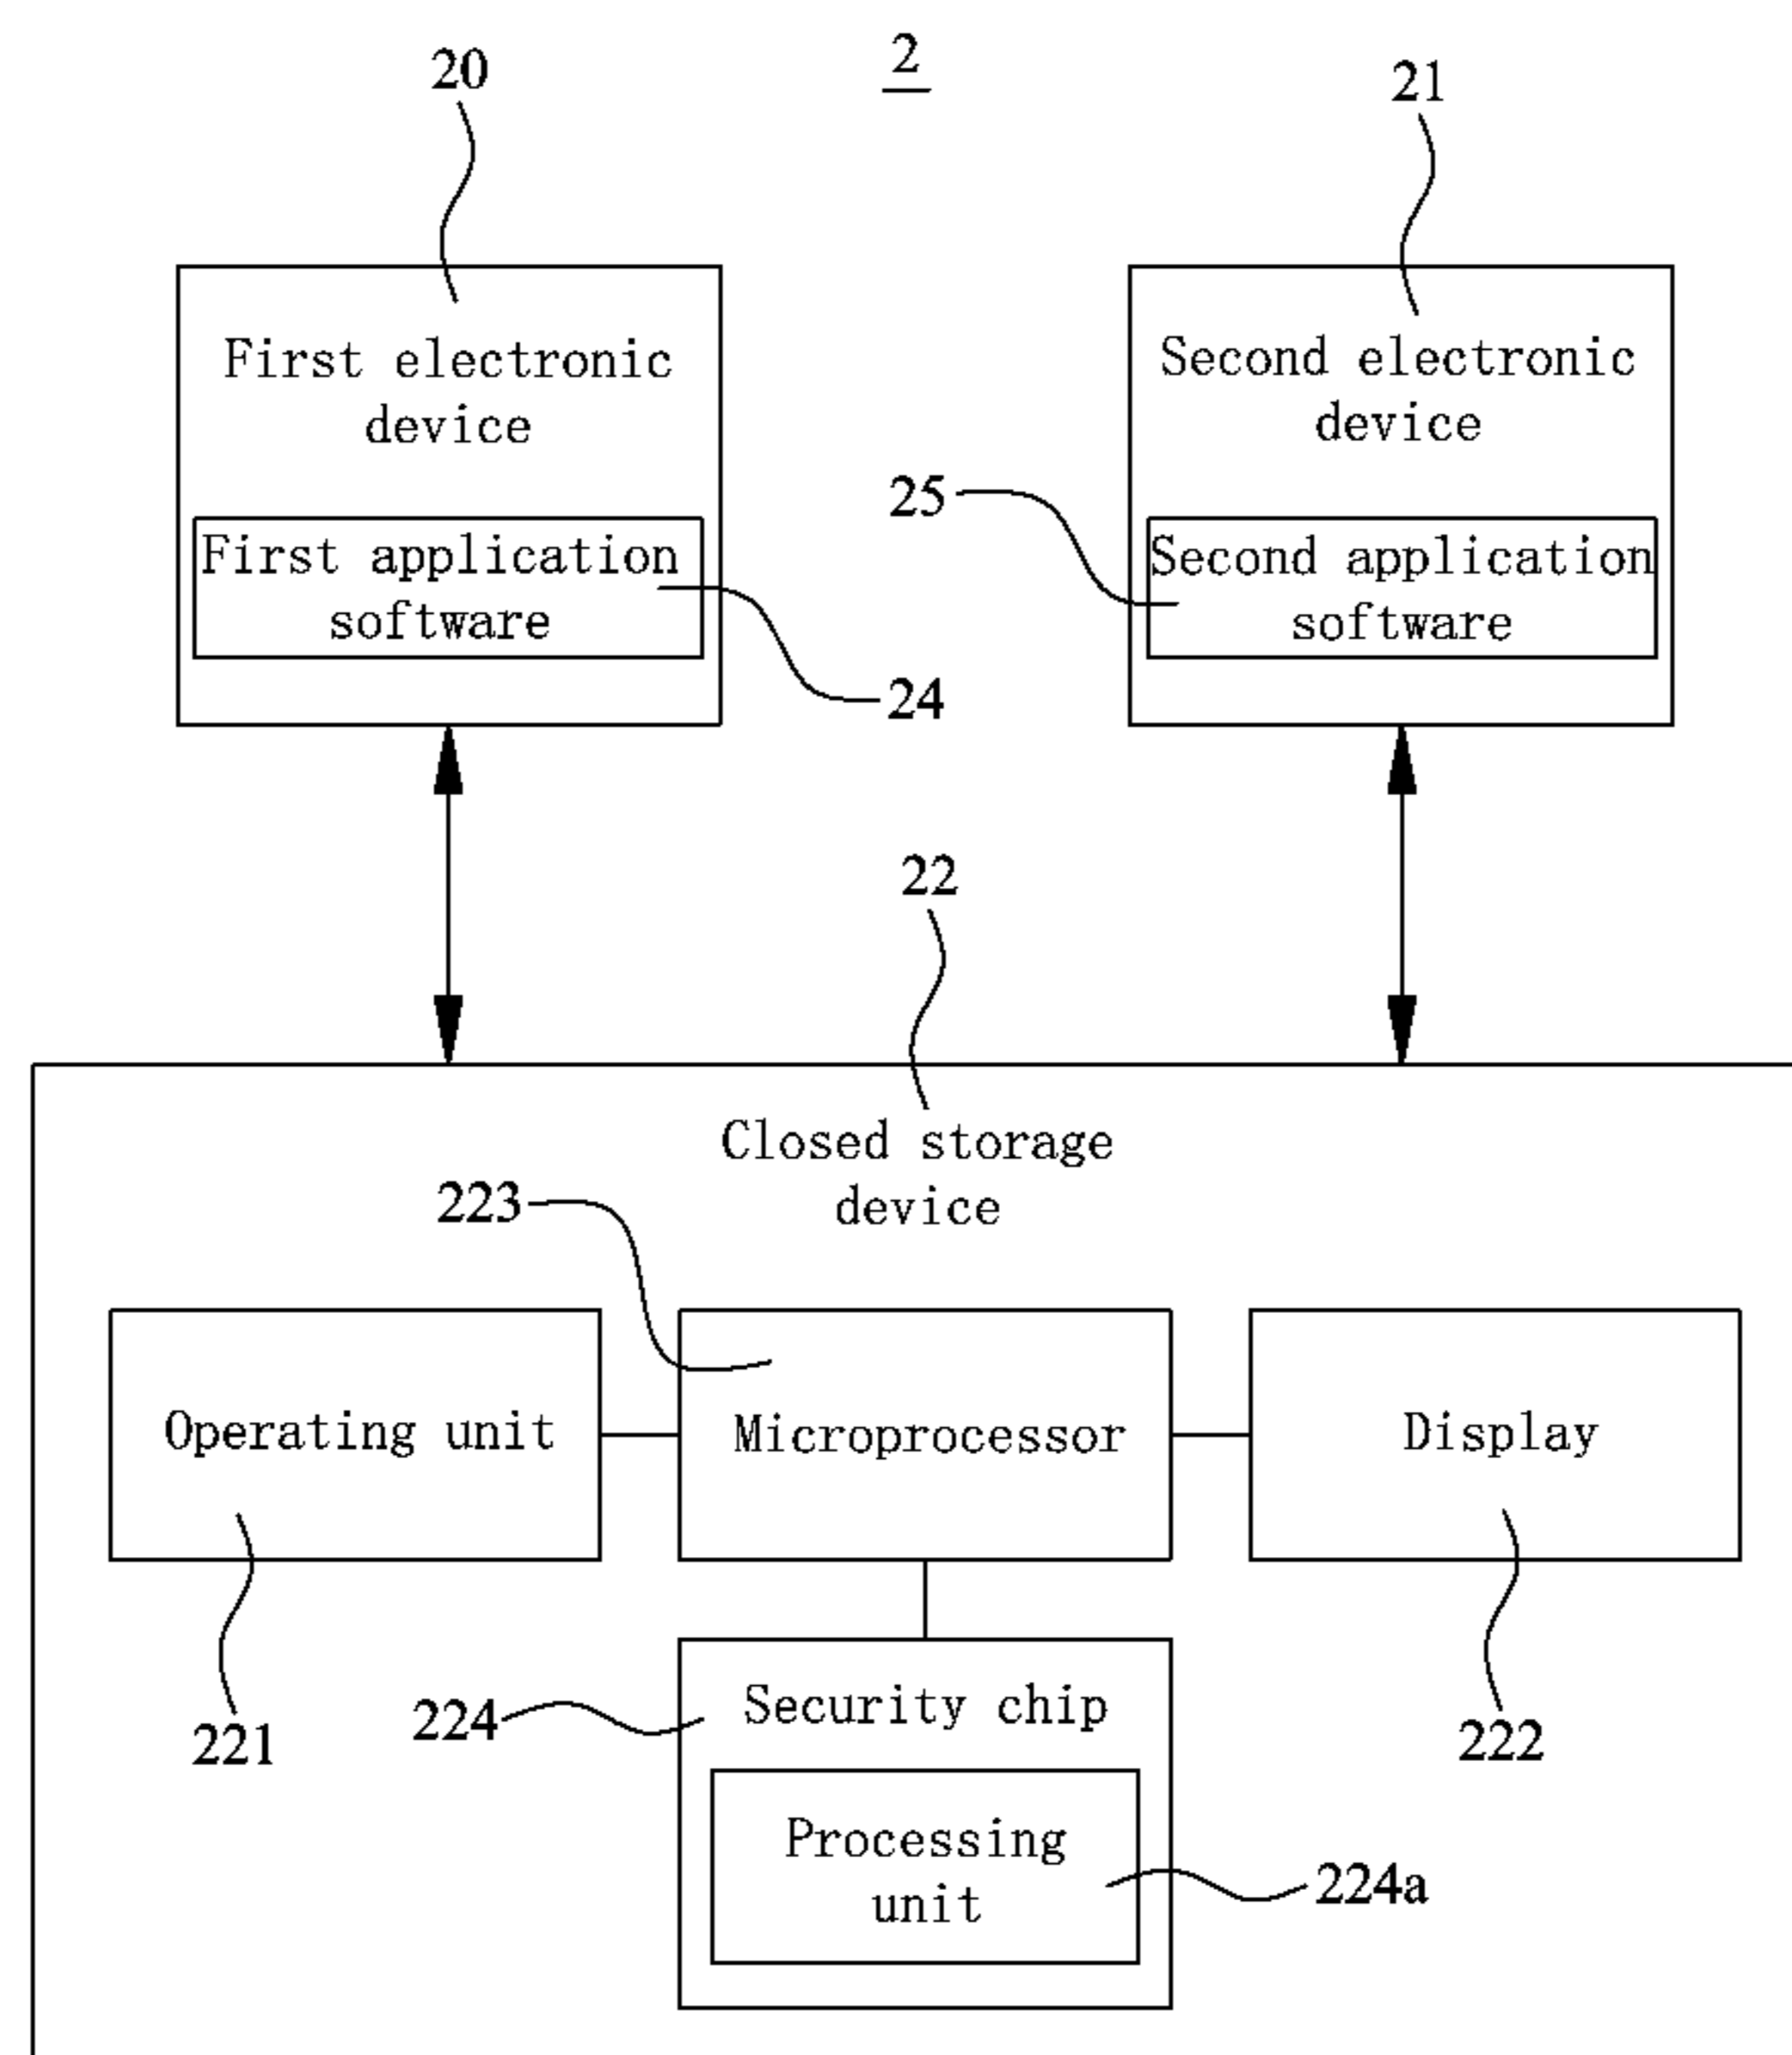 2
20
21
First electronic
device
Second electronic
device
25
First application
software
Second application
software
24
22
Closed storage
device
223
Operating unit
Microprocessor
Display
221
224
Security chip
222
Processing
unit
224a